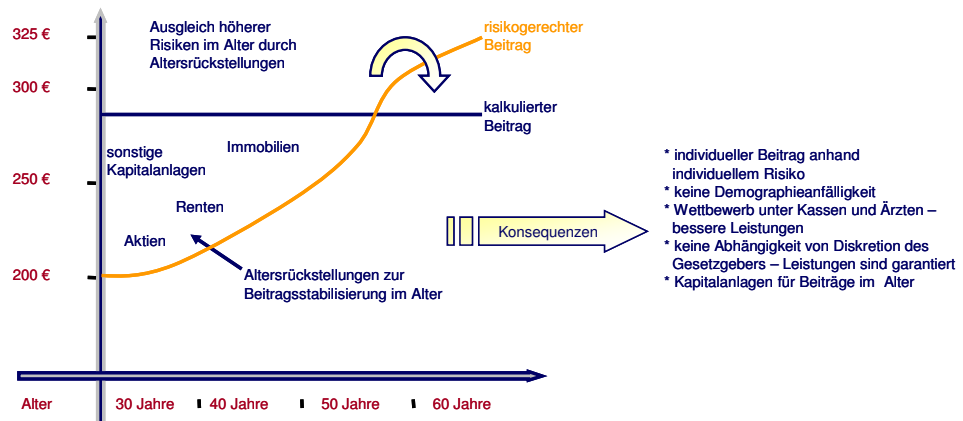 325 €
300 €
250 €
200 €
Ausgleich höherer
Risiken im Alter durch
Altersrückstellungen
risikogerechter
Beitrag
kalkulierter
Beitrag
sonstige
Kapitalanlagen
Immobilien
Renten
Aktien
Altersrückstellungen zur
Beitragsstabilisierung im Alter
Konsequenzen
* individueller Beitrag anhand
individuellem Risiko
* keine Demographieanfälligkeit
* Wettbewerb unter Kassen und Ärzten –
bessere Leistungen
* keine Abhängigkeit von Diskretion des
Gesetzgebers – Leistungen sind garantiert
* Kapitalanlagen für Beiträge im Alter
Alter 30 Jahre 40 Jahre 50 Jahre 60 Jahre